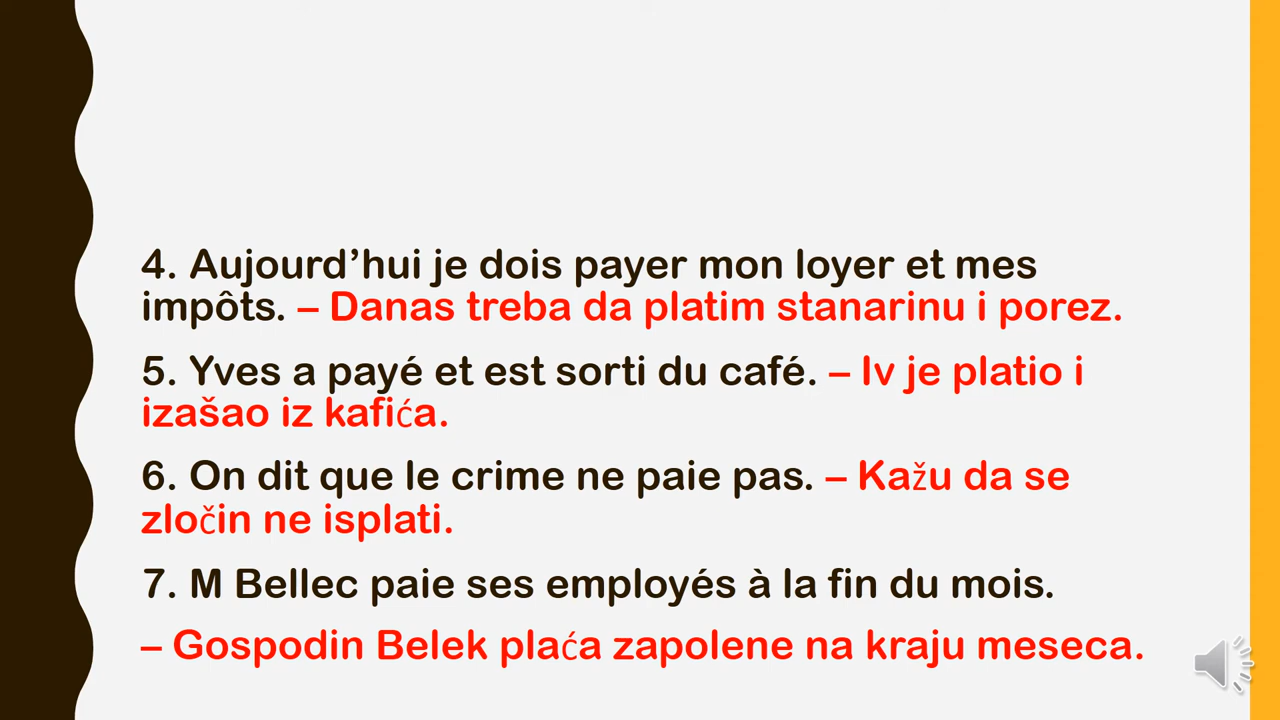 4. Aujourd’hui je dois payer mon loyer et mes
impôts. – Danas treba da platim stanarinu i porez.
5. Yves a payé et est sorti du café. – Iv je platio i
izašao iz kafića.
6. On dit que le crime ne paie pas. – Kažu da se
zločin ne isplati.
7. M Bellec paie ses employés à la fin du mois.
– Gospodin Belek plaća zapolene na kraju meseca.